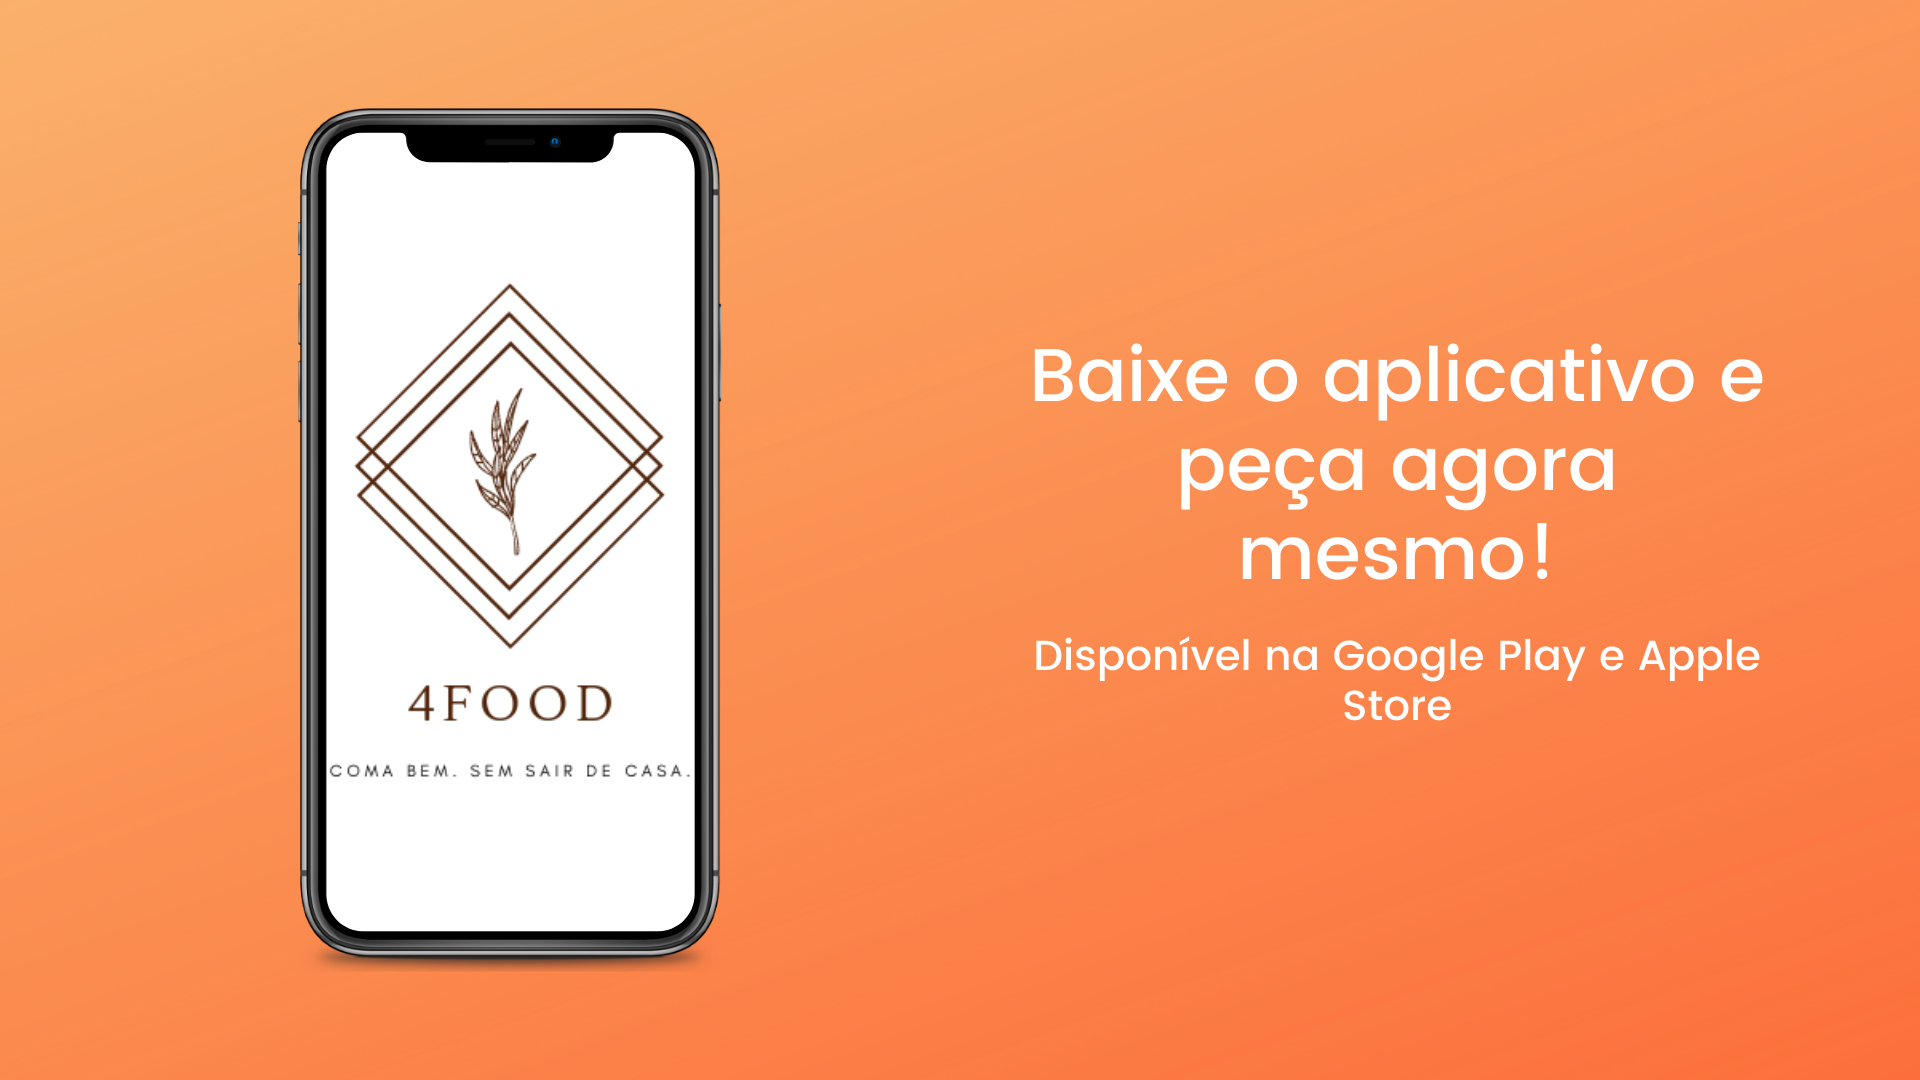 4FOOD
COMA BEM. SEM SAIR DE CASA.
Baixe o aplicativo e
peça agora
mesmo!
Disponível na Google Play e Apple
Store